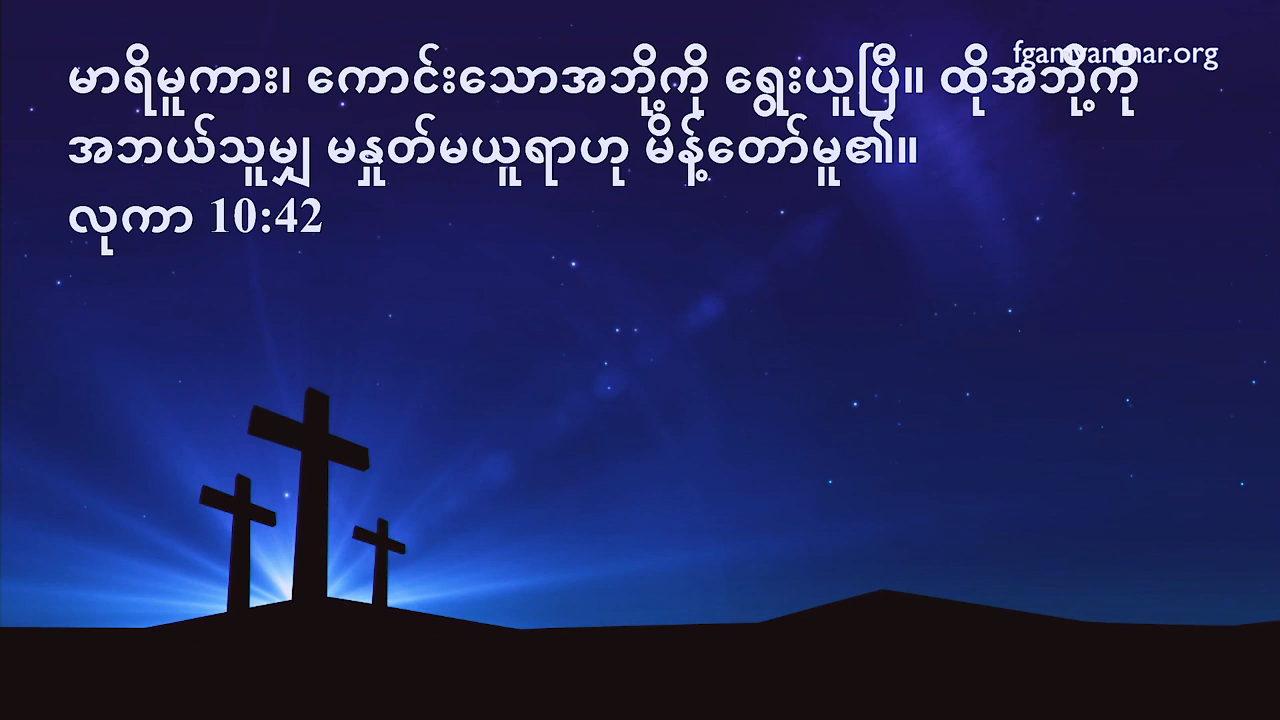 fgamyanmar.org
မာရိမူကား၊ ကောင်းသောအဘို့ကို ရွေးယူပြီ။ ထိုအဘို့ကို
အဘယ်သူမျှ မနှုတ်မယူရာဟု မိန့်တော်မူ၏။
လုကာ 10:42